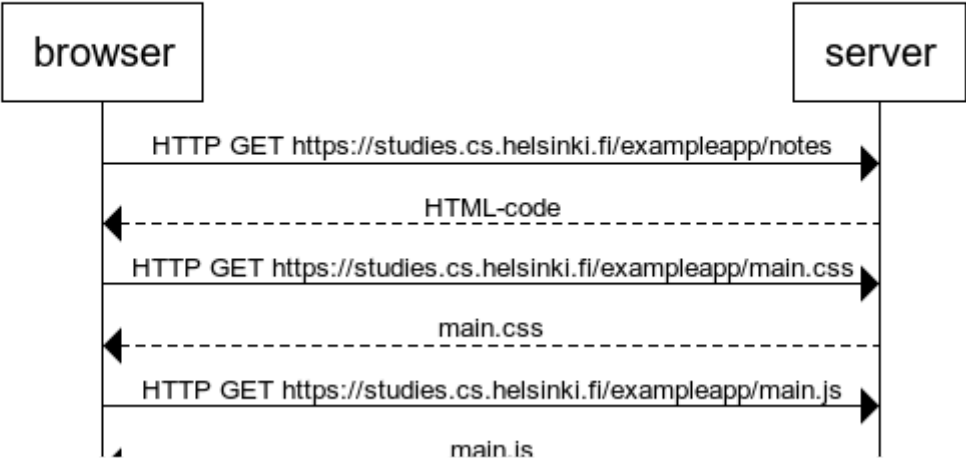 browser
server
HTTP GET https://studies.cs.helsinki.fi/exampleapp/notes
HTML-code
HTTP GET https://studies.cs.helsinki.fi/exampleapp/main.css
main.css
HTTP GET https://studies.cs.helsinki.fi/exampleapp/main.js
main.js